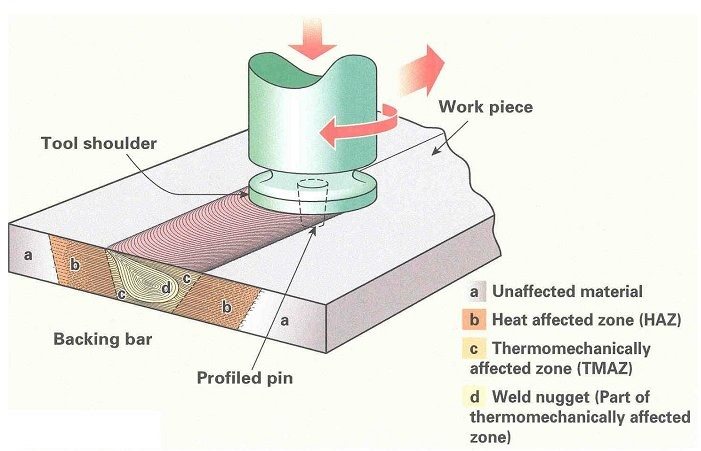 Work piece
Tool shoulder
a
b
c
d
c
b
a
Backing bar
Profiled pin
a Unaffected material
b Heat affected zone (HAZ)
c Thermomechanically
affected zone (TMAZ)
d Weld nugget (Part of
thermomechanically affected
zone)